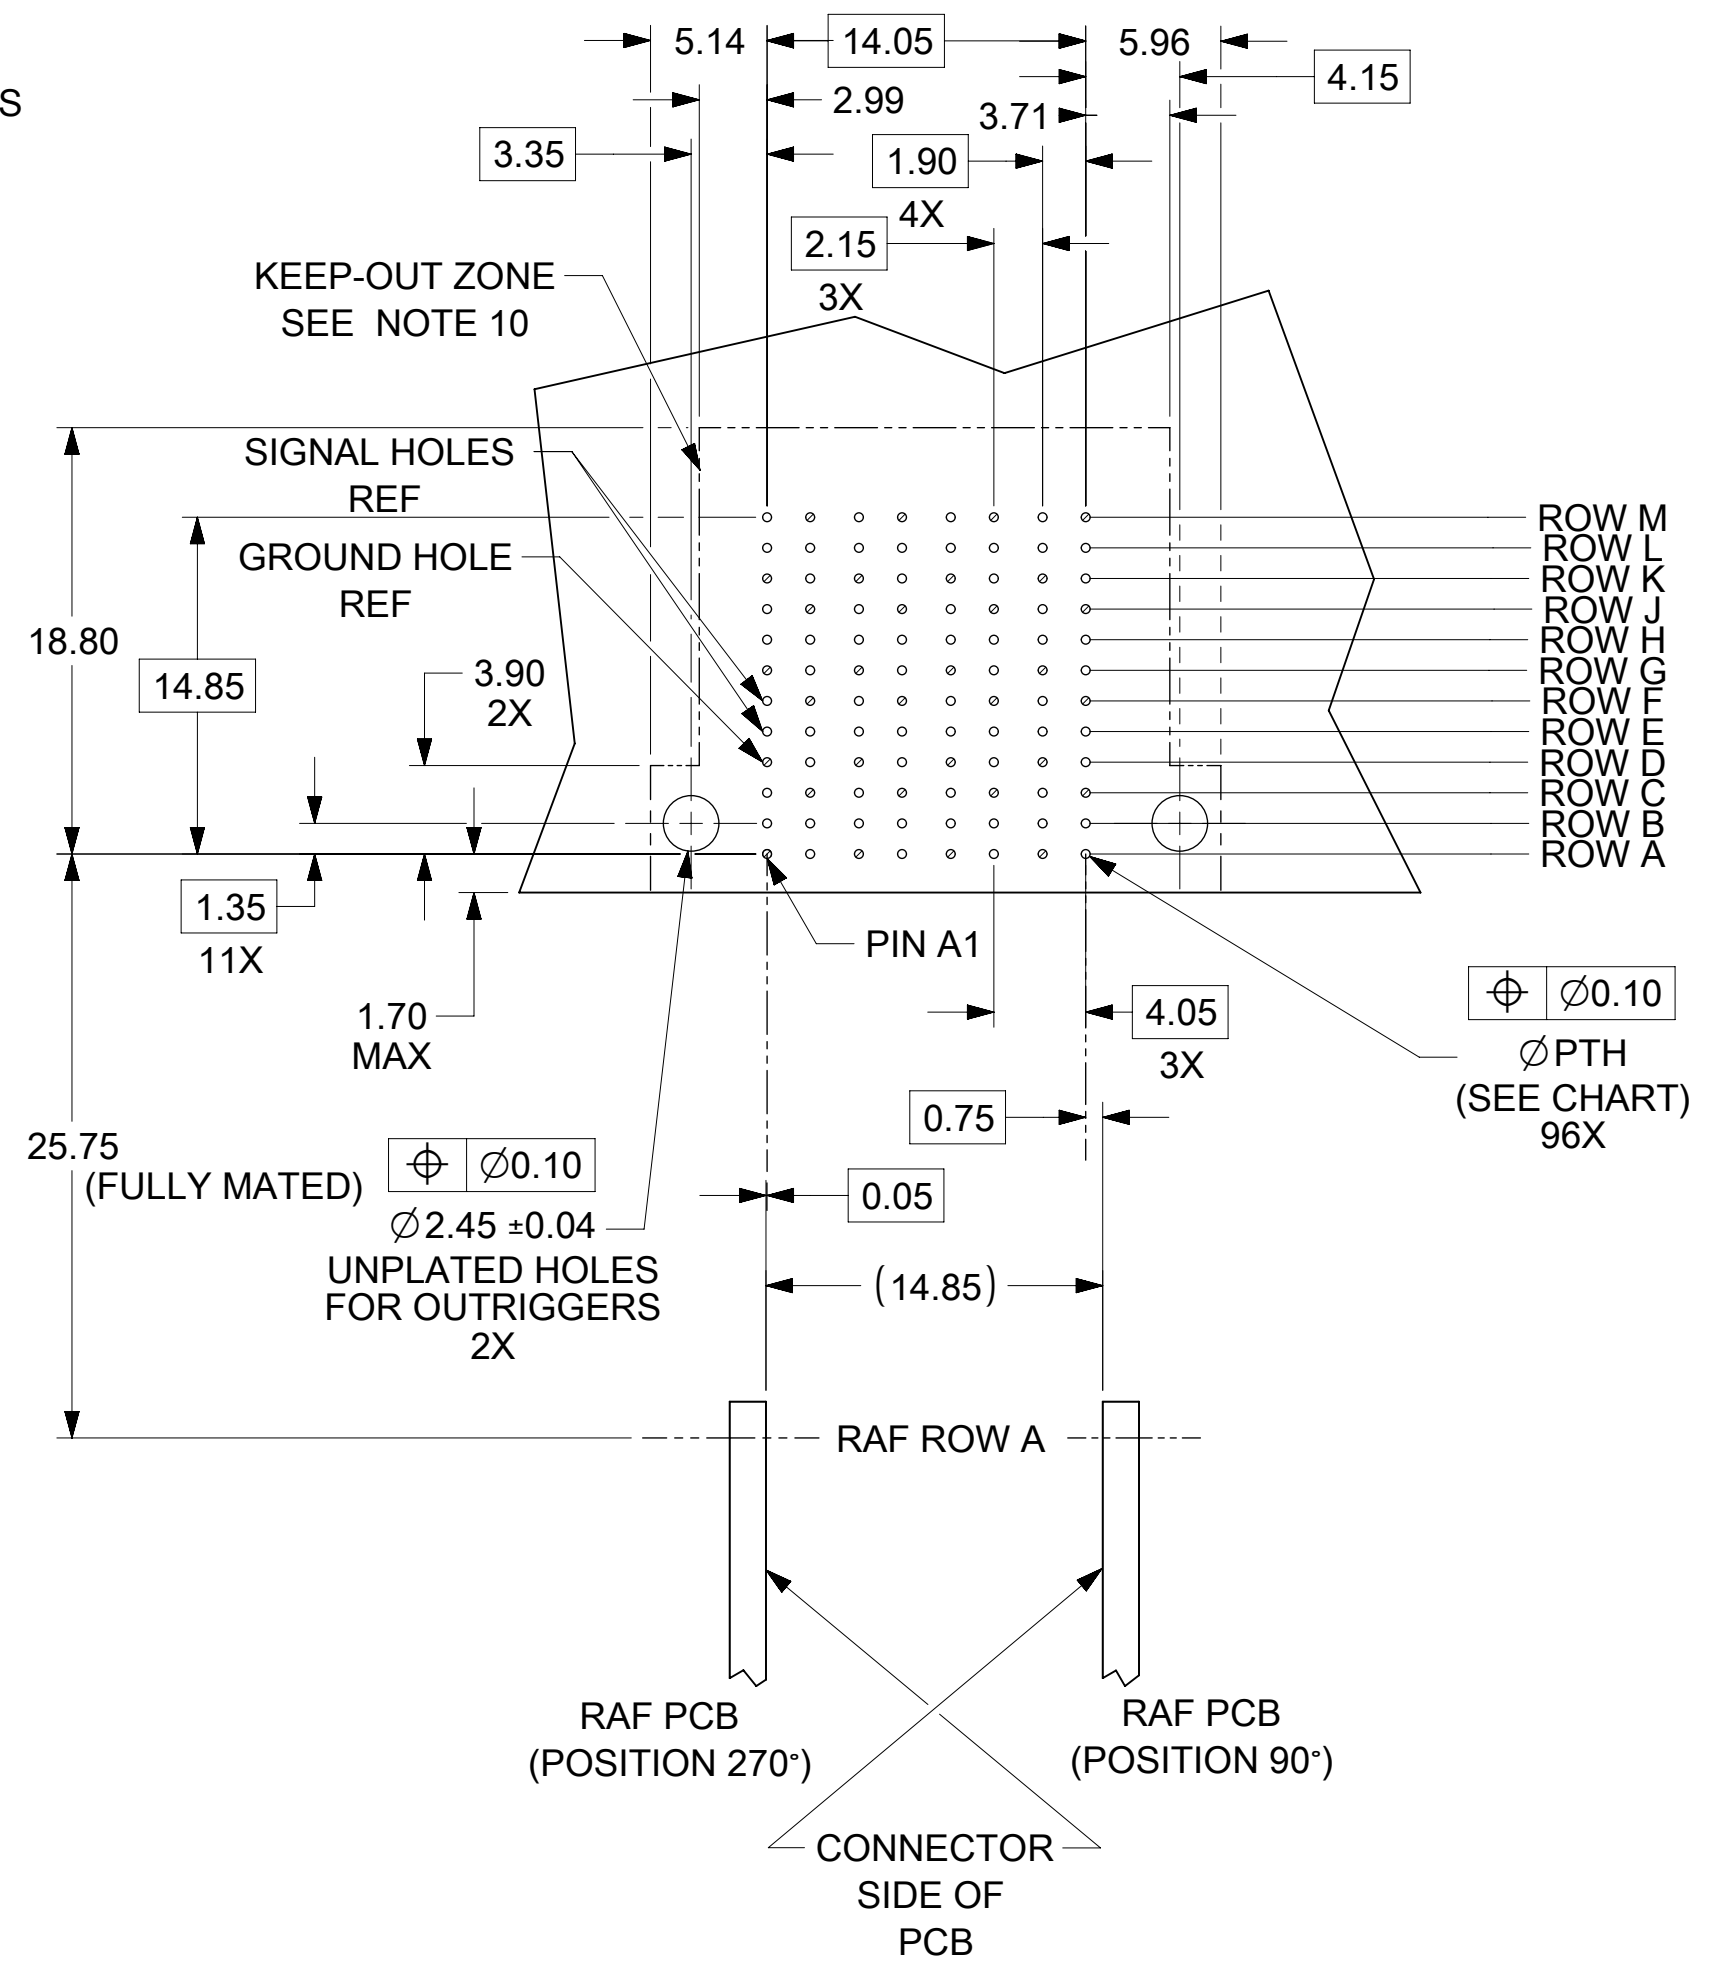 S
5.14
14.05
5.96
4.15
2.99
3.71
3.35
1.90
4X
2.15
3X
KEEP-OUT ZONE
SEE NOTE 10
SIGNAL HOLES
REF
GROUND HOLE
REF
ROW M
ROW L
ROW K
ROW J
ROW H
ROW G
ROW F
ROW E
ROW D
ROW C
ROW B
ROW A
18.80
14.85
3.90
2X
1.35
11X
1.70
MAX
PIN A1
4.05
3X
⌖ ⌀0.10
⌀PTH
(SEE CHART)
96X
0.75
0.05
25.75
(FULLY MATED)
⌖ ⌀0.10
⌀2.45 ±0.04
UNPLATED HOLES
FOR OUTRIGGERS
2X
(14.85)
RAF ROW A
RAF PCB
(POSITION 270°)
RAF PCB
(POSITION 90°)
CONNECTOR
SIDE OF
PCB